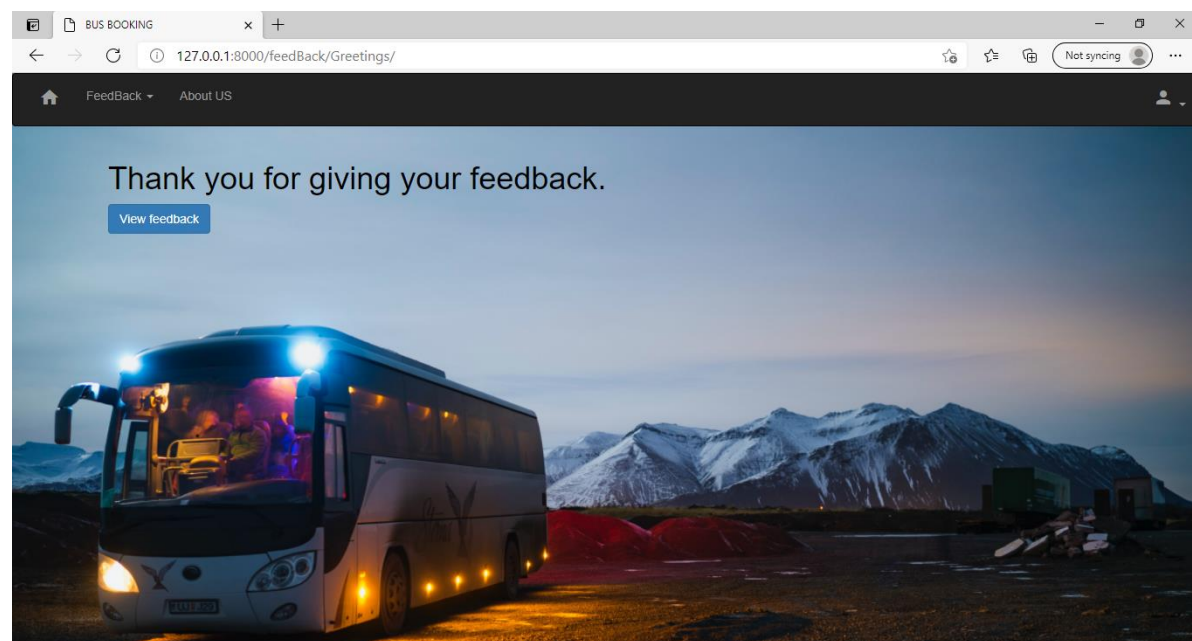 BUS BOOKING
127.0.0.1:8000/feedBack/Greetings/
Not syncing
FeedBack
About US
Thank you for giving your feedback.
View feedback